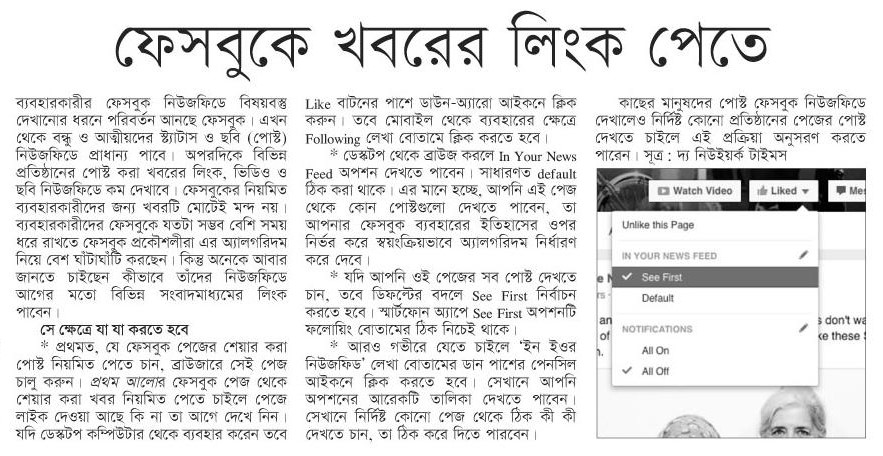 ফেসবুকে খবরের লিংক পেতে
ব্যবহারকারীর ফেসবুক নিউজফিডে বিষয়বস্তু
দেখানোর ধরনে পরিবর্তন আনছে ফেসবুক। এখন
থেকে বন্ধু ও আত্মীয়দের স্ট্যাটাস ও ছবি (পোস্ট)
নিউজফিডে প্রাধান্য পাবে। অপরদিকে বিভিন্ন
প্রতিষ্ঠানের পোস্ট করা খবরের লিংক, ভিডিও ও
ছবি নিউজফিডে কম দেখাবে। ফেসবুকের নিয়মিত
ব্যবহারকারীদের জন্য খবরটি মোটেই মন্দ নয়।
ব্যবহারকারীদের ফেসবুকে যতটা সম্ভব বেশি সময়
ধরে রাখতে ফেসবুক প্রকৌশলীরা এর অ্যালগরিদম
নিয়ে বেশ ঘাঁটাঘাঁটি করছেন। কিন্তু অনেকে আবার
জানতে চাইছেন কীভাবে তাঁদের নিউজফিডে
আগের মতো বিভিন্ন সংবাদমাধ্যমের লিংক
পাবেন।
সে ক্ষেত্রে যা যা করতে হবে
* প্রথমত, যে ফেসবুক পেজের শেয়ার করা
পোস্ট নিয়মিত পেতে চান, ব্রাউজারে সেই পেজ
চালু করুন। প্রথম আলোর ফেসবুক পেজ থেকে
শেয়ার করা খবর নিয়মিত পেতে চাইলে পেজে
লাইক দেওয়া আছে কি না তা আগে দেখে নিন।
যদি ডেস্কটপ কম্পিউটার থেকে ব্যবহার করেন তবে
Like বাটনের পাশে ডাউন-অ্যারো আইকনে ক্লিক
করুন। তবে মোবাইল থেকে ব্যবহারের ক্ষেত্রে
Following লেখা বোতামে ক্লিক করতে হবে।
* ডেস্কটপ থেকে ব্রাউজ করলে In Your News
Feed অপশন দেখতে পাবেন। সাধারণত default
ঠিক করা থাকে। এর মানে হচ্ছে, আপনি এই পেজ
থেকে কোন পোস্টগুলো দেখতে পাবেন, তা
আপনার ফেসবুক ব্যবহারের ইতিহাসের ওপর
নির্ভর করে স্বয়ংক্রিয়ভাবে অ্যালগরিদম নির্ধারণ
করে দেবে।
* যদি আপনি ওই পেজের সব পোস্ট দেখতে
চান, তবে ডিফল্টের বদলে See First নির্বাচন
করতে হবে। স্মার্টফোন অ্যাপে See First অপশনটি
ফলোয়িং বোতামের ঠিক নিচেই থাকে।
* আরও গভীরে যেতে চাইলে ‘ইন ইওর
নিউজফিড’ লেখা বোতামের ডান পাশের পেনসিল
আইকনে ক্লিক করতে হবে। সেখানে আপনি
অপশনের আরেকটি তালিকা দেখতে পাবেন।
সেখানে নির্দিষ্ট কোনো পেজ থেকে ঠিক কী কী
দেখতে চান, তা ঠিক করে দিতে পারবেন।
কাছের মানুষদের পোস্ট ফেসবুক নিউজফিডে
দেখালেও নির্দিষ্ট কোনো প্রতিষ্ঠানের পেজের পোস্ট
দেখতে চাইলে এই প্রক্রিয়া অনুসরণ করতে
পারেন। সূত্র : দ্য নিউইয়র্ক টাইমস
Watch Video Liked Mes
Unlike this Page
IN YOUR NEWS FEED
See First
Default
NOTIFICATIONS
All On
All Off
s don't wa
ke these S